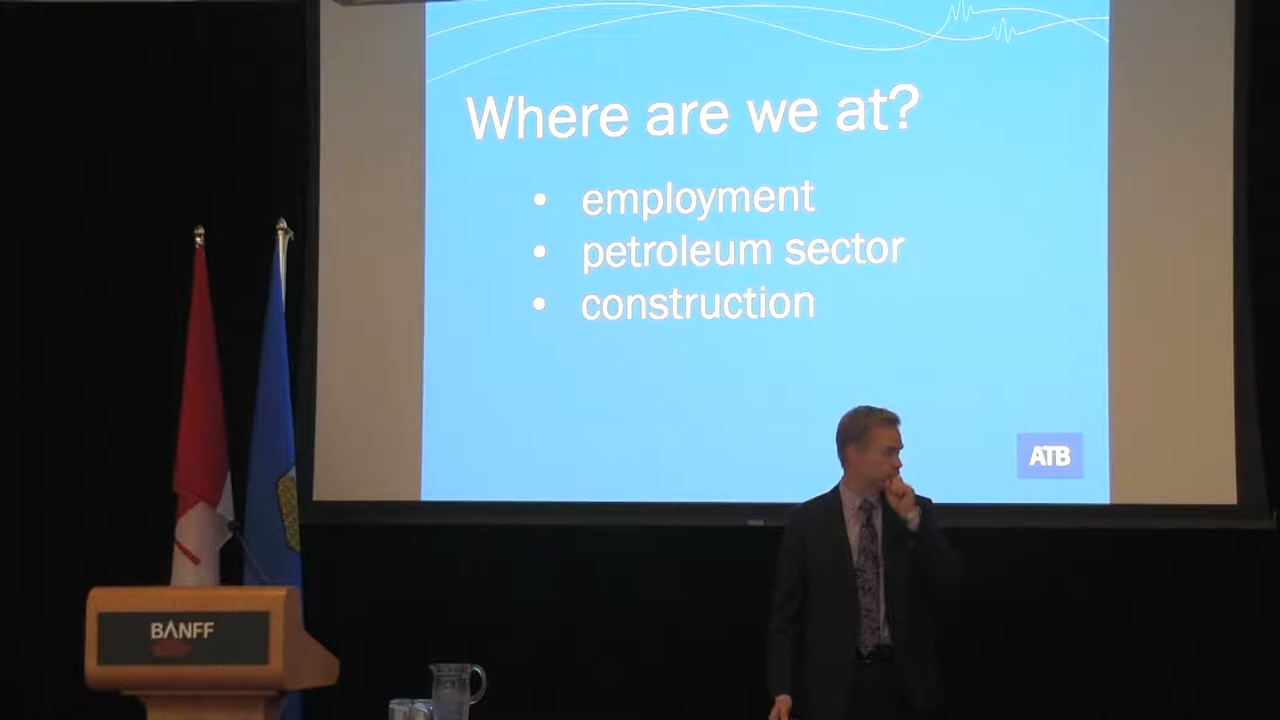 Where are we at?
• employment
• petroleum sector
• construction
ATB
BANFF